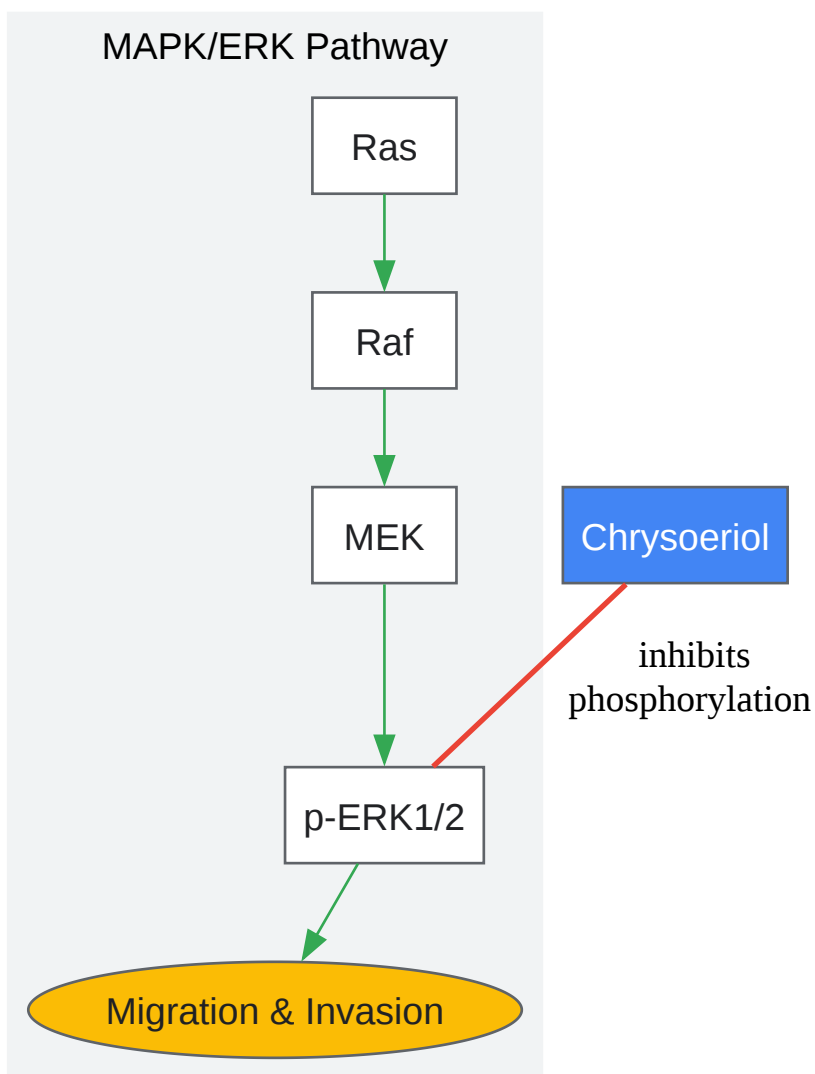 MAPK/ERK Pathway
Ras
Raf
MEK
Chrysoeriol
inhibits
phosphorylation
p-ERK1/2
Migration & Invasion